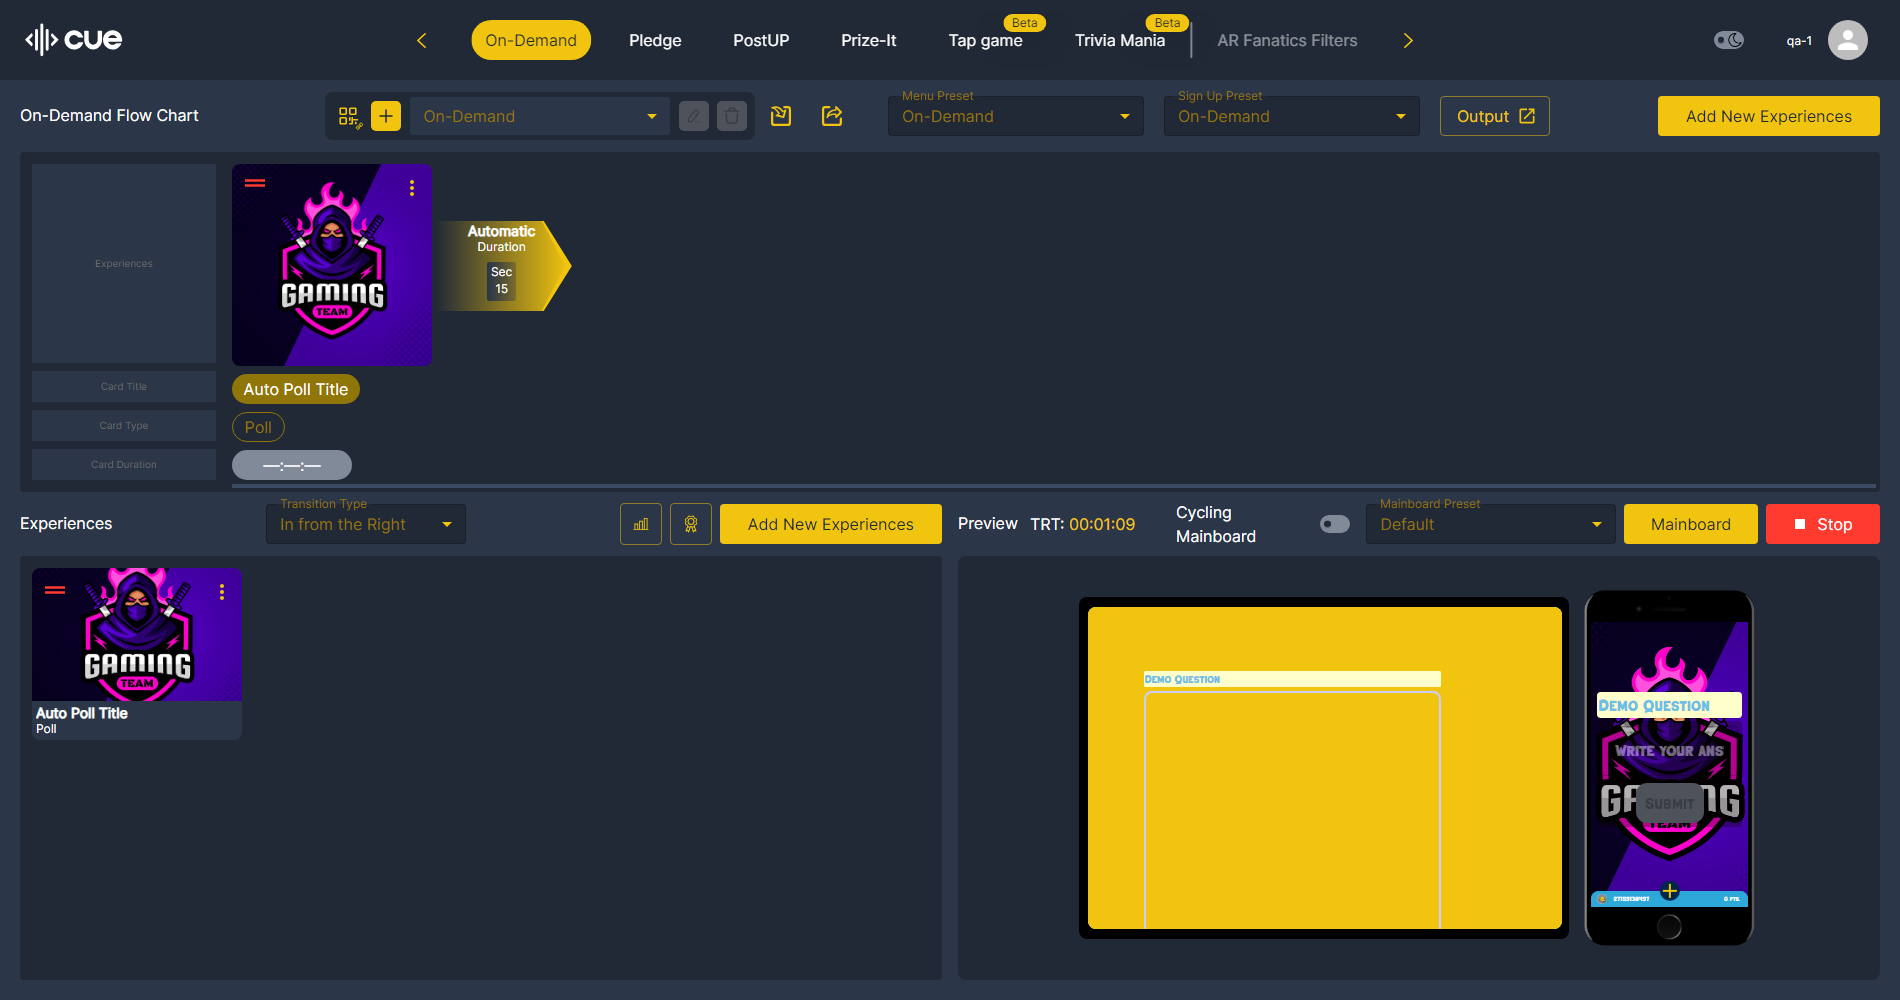 cue
On-Demand
Pledge
PostUP
Prize-It
Tap game
Beta
Trivia Mania
Beta
AR Fanatics Filters
qa-1
On-Demand Flow Chart
On-Demand
Menu Preset
On-Demand
Sign Up Preset
On-Demand
Output
Add New Experiences
Experiences
GAMING
TEAM
Automatic
Duration
Sec
15
Card Title
Auto Poll Title
Card Type
Poll
Card Duration
—:—:—
Experiences
Transition Type
In from the Right
Add New Experiences
Preview
TRT: 00:01:09
Cycling
Mainboard
Mainboard Preset
Default
Mainboard
Stop
GAMING
TEAM
Auto Poll Title
Poll
Demo Question
Demo Question
Write your ans
GAMING
Submit
TEAM
0 PTS.